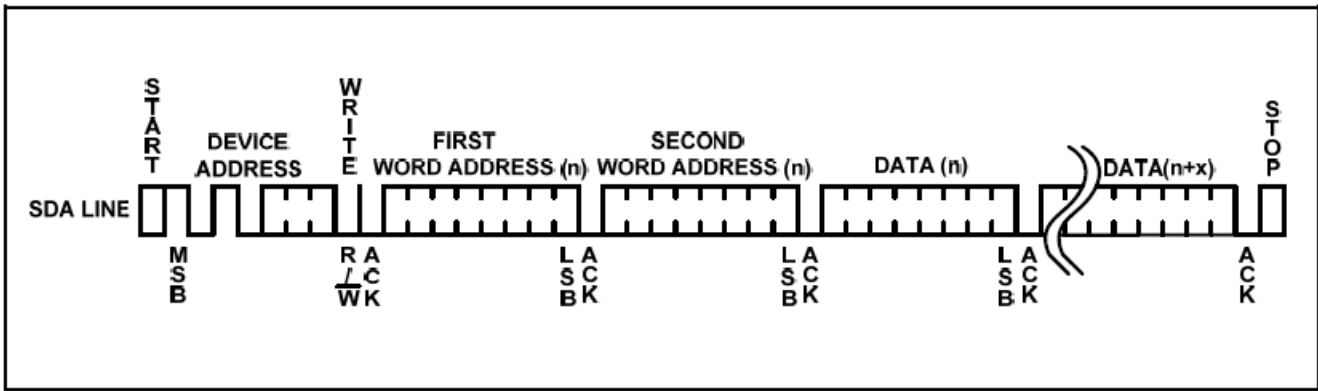 START
DEVICE
ADDRESS
WRITE
FIRST
WORD ADDRESS (n)
SECOND
WORD ADDRESS (n)
DATA (n)
DATA(n+x)
STOP
SDA LINE
MSB
R/W
ACK
LSB
ACK
LSB
ACK
LSB
ACK
ACK